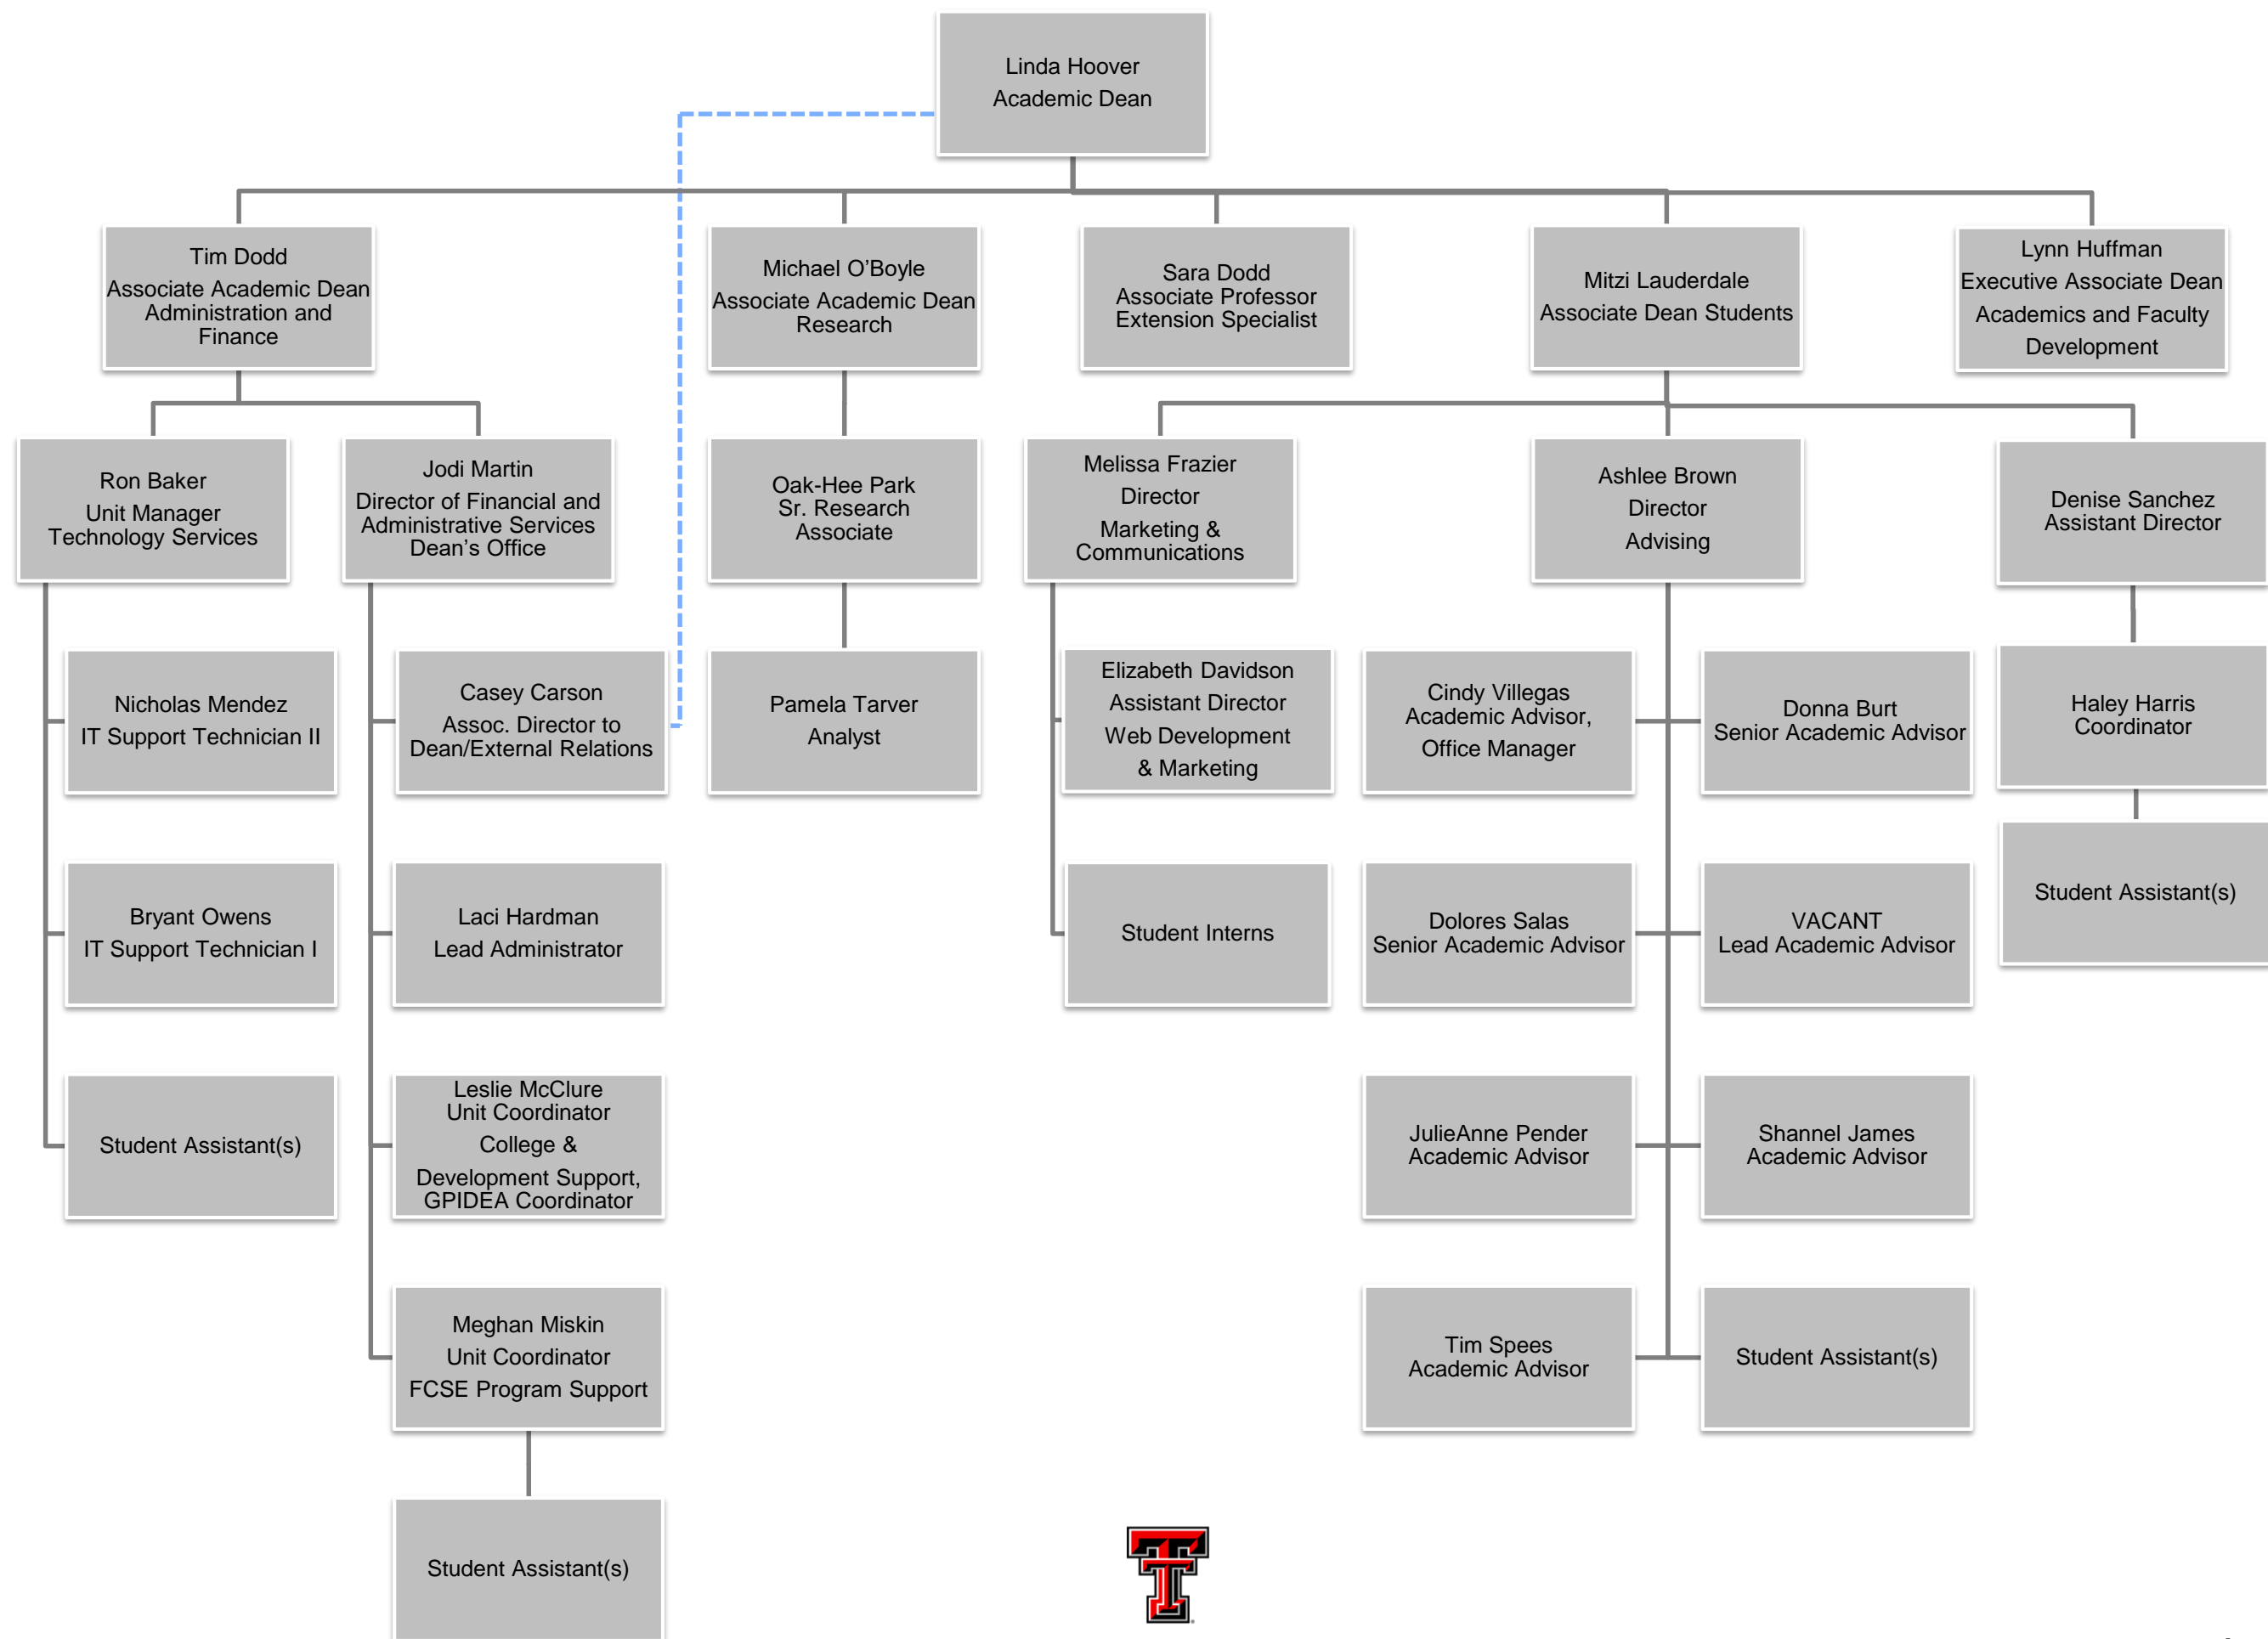 Linda Hoover
Academic Dean
Tim Dodd
Associate Academic Dean
Administration and
Finance
Michael O’Boyle
Associate Academic Dean
Research
Sara Dodd
Associate Professor
Extension Specialist
Mitzi Lauderdale
Associate Dean Students
Lynn Huffman
Executive Associate Dean
Academics and Faculty
Development
Ron Baker
Unit Manager
Technology Services
Jodi Martin
Director of Financial and
Administrative Services
Dean’s Office
Oak-Hee Park
Sr. Research
Associate
Melissa Frazier
Director
Marketing &
Communications
Ashlee Brown
Director
Advising
Denise Sanchez
Assistant Director
Nicholas Mendez
IT Support Technician II
Casey Carson
Assoc. Director to
Dean/External Relations
Pamela Tarver
Analyst
Elizabeth Davidson
Assistant Director
Web Development
& Marketing
Cindy Villegas
Academic Advisor,
Office Manager
Donna Burt
Senior Academic Advisor
Haley Harris
Coordinator
Bryant Owens
IT Support Technician I
Laci Hardman
Lead Administrator
Student Interns
Dolores Salas
Senior Academic Advisor
VACANT
Lead Academic Advisor
Student Assistant(s)
Student Assistant(s)
Leslie McClure
Unit Coordinator
College &
Development Support,
GPIDEA Coordinator
JulieAnne Pender
Academic Advisor
Shannel James
Academic Advisor
Meghan Miskin
Unit Coordinator
FCSE Program Support
Tim Spees
Academic Advisor
Student Assistant(s)
Student Assistant(s)